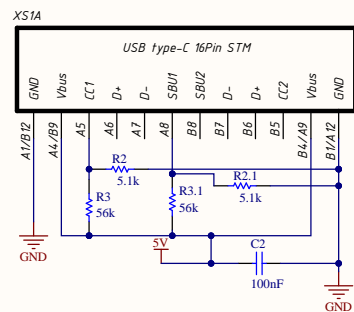 XS1A
USB type-C 16Pin STM
GND Vbus CC1 D+ D- SBU1 SBU2 D- D+ CC2 Vbus GND
A1/B12 A4/B9 A5 A6 A7 A8 B8 B7 B6 B5 B4/A9 B1/A12
R2
5.1k
R2.1
5.1k
R3
56k
R3.1
56k
5V
C2
100nF
GND
GND